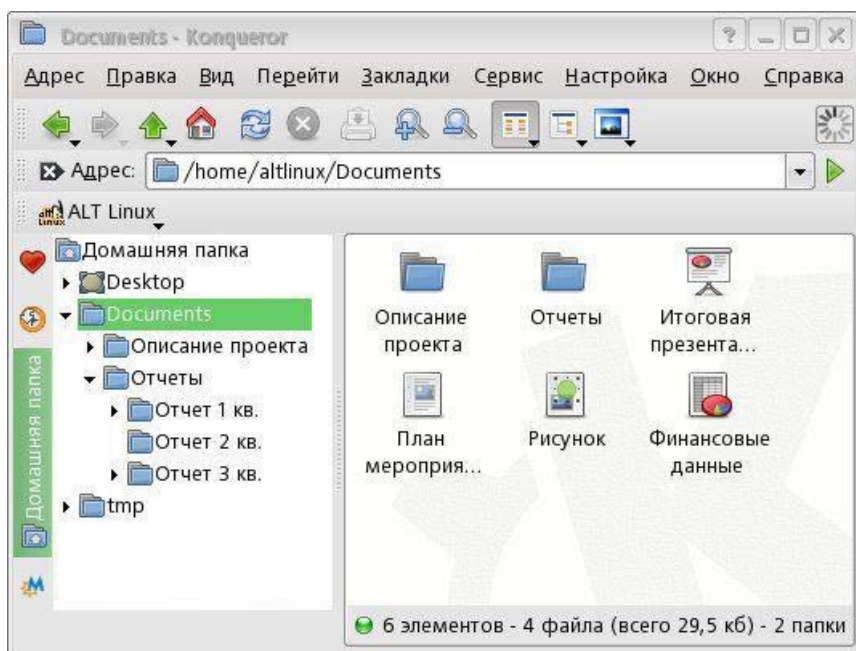 Documents - Konqueror
Адрес Правка Вид Перейти Закладки Сервис Настройка Окно Справка
Адрес: /home/altlinux/Documents
ALT Linux
Домашняя папка
Desktop
Documents
Описание проекта
Отчеты
Отчет 1 кв.
Отчет 2 кв.
Отчет 3 кв.
tmp
Домашняя папка
Описание
проекта
Отчеты
Итоговая
презента...
План
мероприя...
Рисунок
Финансовые
данные
6 элементов - 4 файла (всего 29,5 кб) - 2 папки